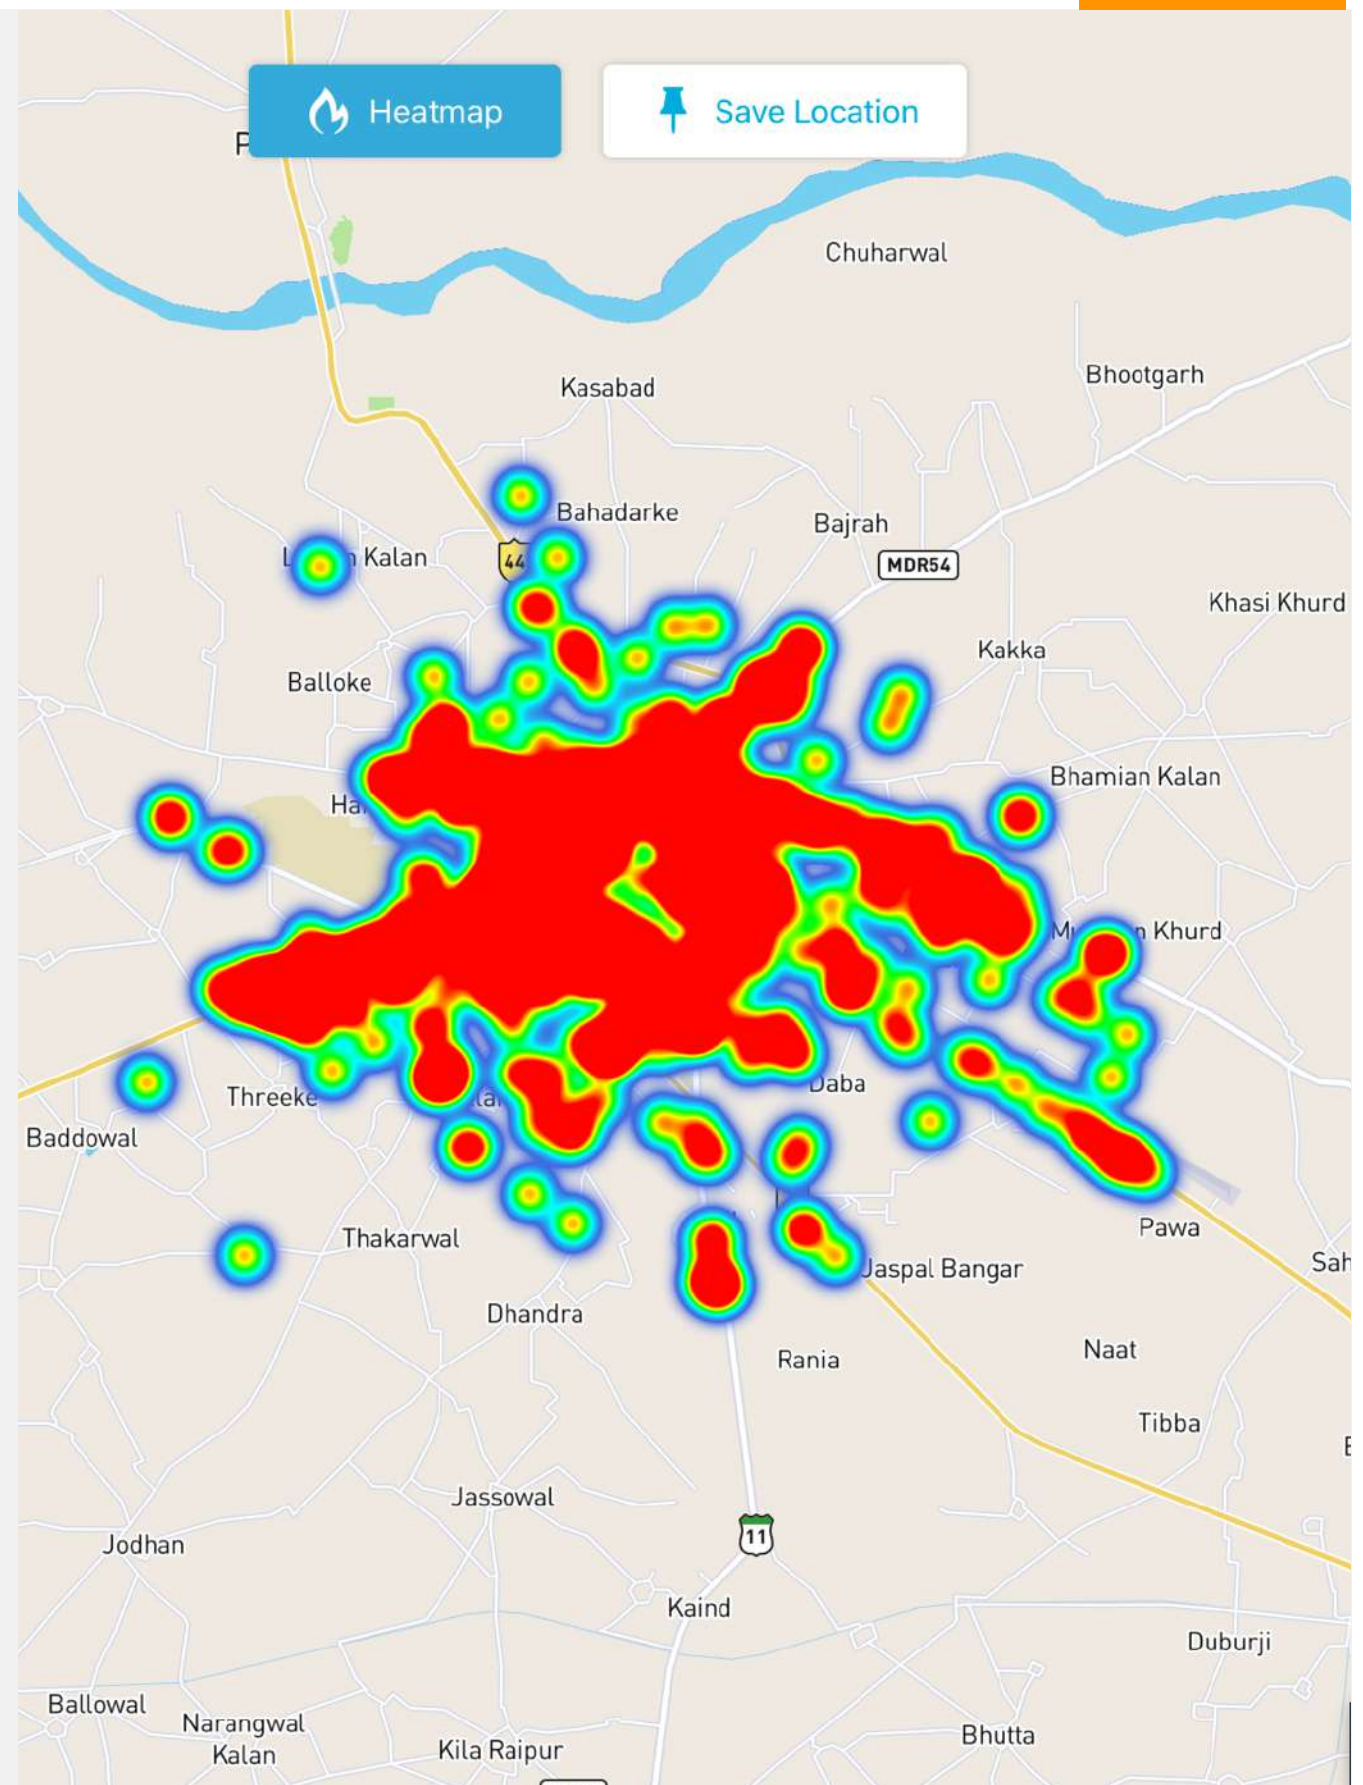 Heatmap
Save Location
Chuharwal
Bhootgarh
Kasabad
Bahadarke
Bajrah
Kalan
44
MDR54
Khasi Khurd
Kakka
Balloke
Bhamian Kalan
Khurd
Daba
Threeke
Baddowal
Pawa
Thakarwal
Jaspal Bangar
Dhandra
Naat
Rania
Tibba
Jassowal
11
Jodhan
Kaind
Duburji
Ballowal
Narangwal
Kalan
Bhutta
Kila Raipur